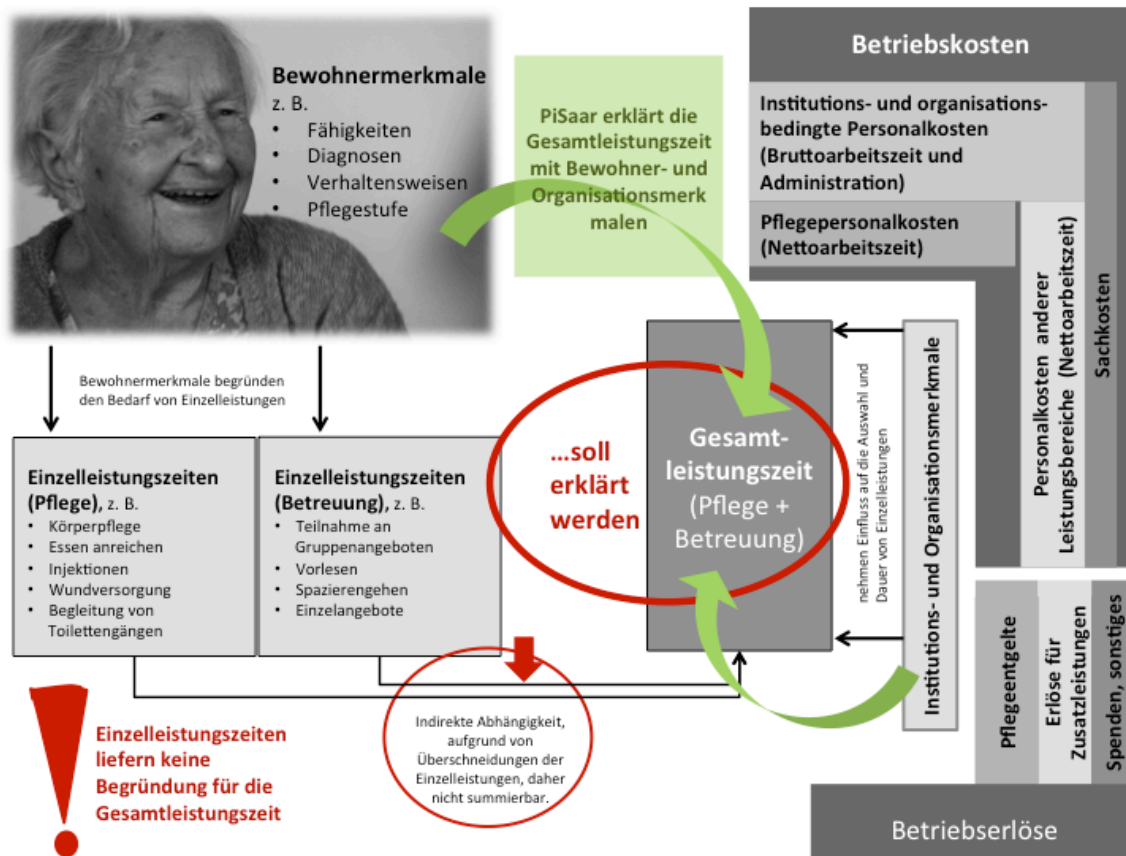 Bewohnermerkmale
z. B.
• Fähigkeiten
• Diagnosen
• Verhaltensweisen
• Pflegestufe
PiSaar erklärt die
Gesamtleistungszeit
mit Bewohner- und
Organisationsmerk
malen
Betriebskosten
Institutions- und organisations-
bedingte Personalkosten
(Bruttoarbeitszeit und
Administration)
Pflegepersonalkosten
(Nettoarbeitszeit)
Personalkosten anderer
Leistungsbereiche (Nettoarbeitszeit)
Sachkosten
Bewohnermerkmale begründen
den Bedarf von Einzelleistungen
Einzelleistungszeiten
(Pflege), z. B.
• Körperpflege
• Essen anreichen
• Injektionen
• Wundversorgung
• Begleitung von
Toilettengängen
Einzelleistungszeiten
(Betreuung), z. B.
• Teilnahme an
Gruppenangeboten
• Vorlesen
• Spazierengehen
• Einzelangebote
...soll
erklärt
werden
Gesamt-
leistungszeit
(Pflege +
Betreuung)
nehmen Einfluss auf die Auswahl und
Dauer von Einzelleistungen
Institutions- und Organisationsmerkmale
Einzelleistungszeiten
liefern keine
Begründung für die
Gesamtleistungszeit
Indirekte Abhängigkeit,
aufgrund von
Überschneidungen der
Einzelleistungen, daher
nicht summierbar.
Pflegeentgelte
Erlöse für
Zusatzleistungen
Spenden, sonstiges
Betriebserlöse